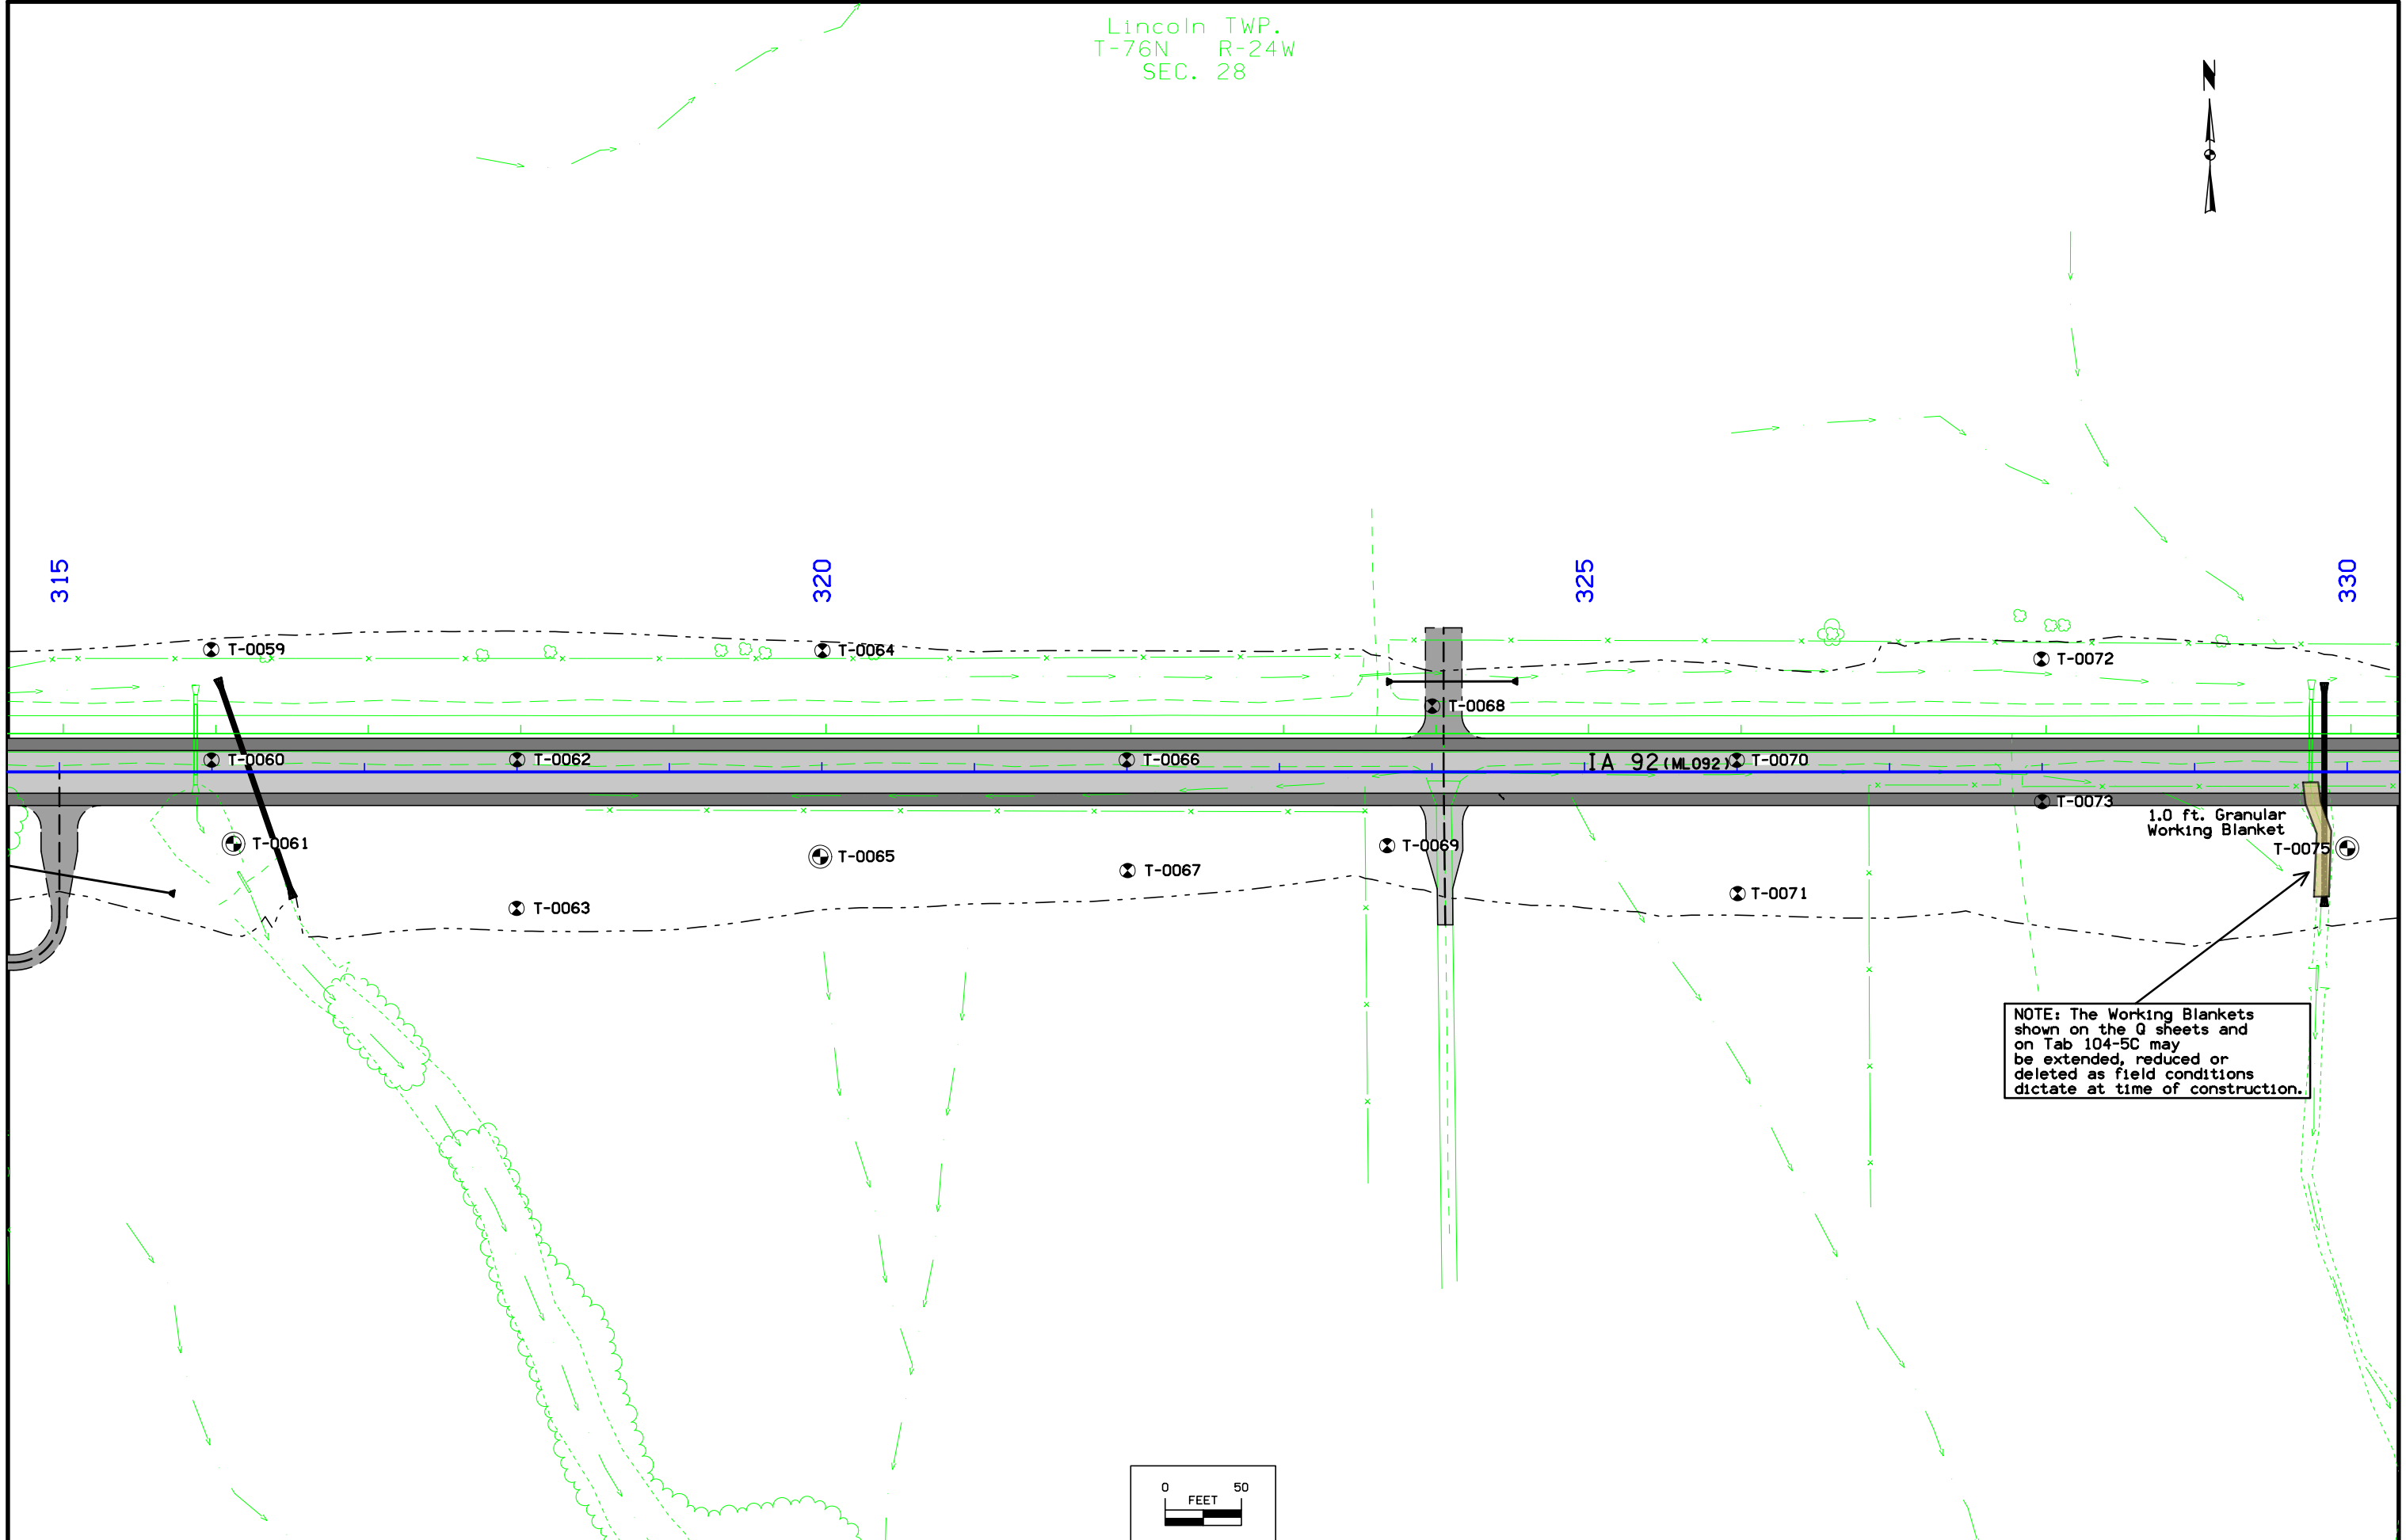 Lincoln TWP.
T-76N R-24W
SEC. 28
N
315
320
325
330
T-0059
T-0064
T-0072
T-0068
T-0060
T-0062
T-0066
IA 92 (ML092)
T-0070
T-0073
T-0061
T-0065
T-0067
T-0069
T-0063
T-0071
1.0 ft. Granular
Working Blanket
T-0075
NOTE: The Working Blankets
shown on the Q sheets and
on Tab 104-5C may
be extended, reduced or
deleted as field conditions
dictate at time of construction.
0 50
FEET